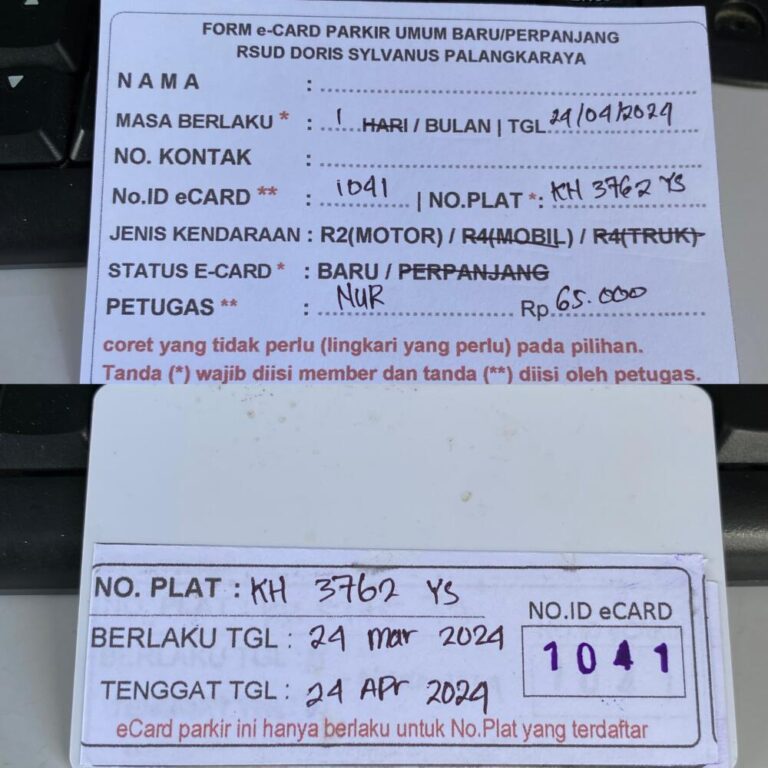 FORM e-CARD PARKIR UMUM BARU/PERPANJANG
RSUD DORIS SYLVANUS PALANGKARAYA
NAMA :
MASA BERLAKU * : 1 HARI / BULAN | TGL 24/04/2024
NO. KONTAK :
No.ID eCARD ** : 1041 | NO.PLAT *: KH 3762 YS
JENIS KENDARAAN : R2(MOTOR) / R4(MOBIL) / R4(TRUK)
STATUS E-CARD * : BARU / PERPANJANG
PETUGAS ** : NUR Rp 65.000
coret yang tidak perlu (lingkari yang perlu) pada pilihan.
Tanda (*) wajib diisi member dan tanda (**) diisi oleh petugas.
NO. PLAT : KH 3762 YS
NO.ID eCARD
BERLAKU TGL : 24 Mar 2024
1041
TENGGAT TGL : 24 APr 2024
eCard parkir ini hanya berlaku untuk No.Plat yang terdaftar